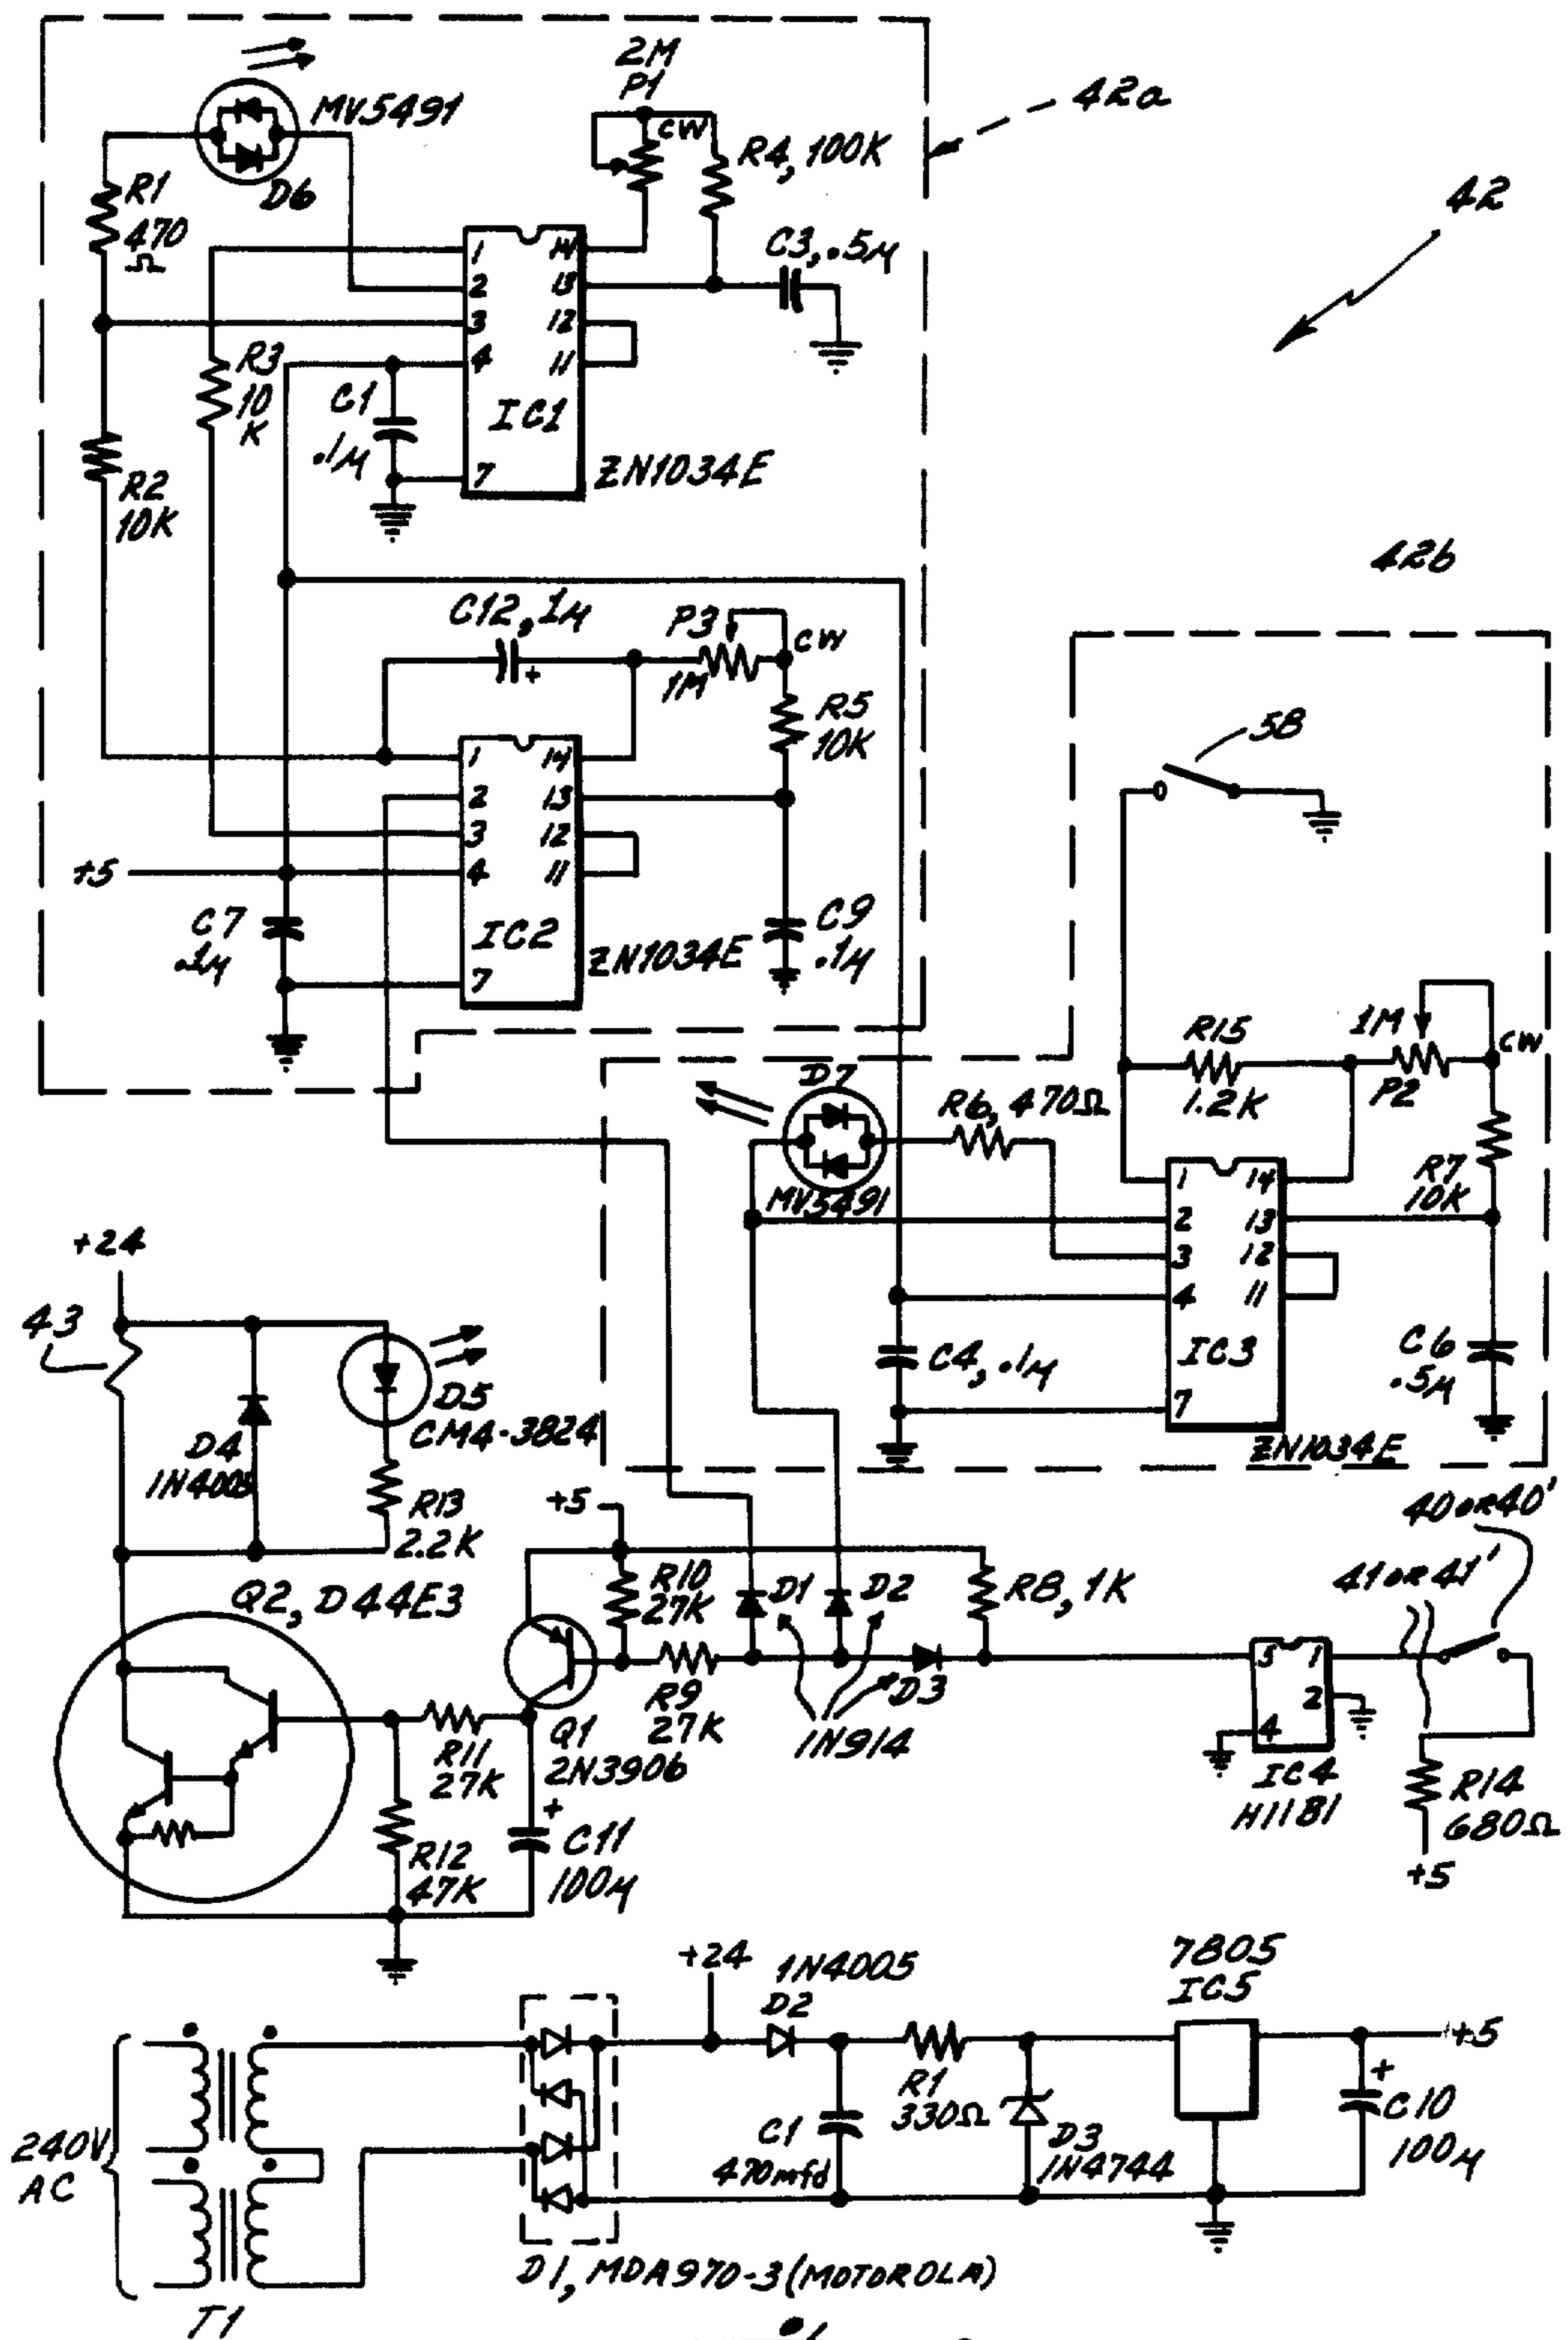 2M
P1
CW
MV5491
D6
R1
470
Ω
R4, 100K
42a
42
C3, .5μ
1
2
3
4
7
14
13
12
11
IC1
ZN1034E
R3
10
K
C1
.1μ
R2
10K
42b
C12, 1μ
+
P3
1M
CW
R5
10K
58
1
2
3
4
7
14
13
12
11
IC2
ZN1034E
+5
C7
.1μ
C9
.1μ
R15
1.2K
1M
P2
CW
D7
MV5491
R6, 470Ω
R7
10K
1
2
3
4
7
14
13
12
11
IC3
ZN1034E
C4, .1μ
C6
.5μ
+24
43
D4
1N4005
D5
CM4-3824
R13
2.2K
40 OR 40'
41 OR 41'
+5
R10
27K
D1
D2
R8, 1K
Q2, D44E3
R9
27K
D3
1N914
Q1
2N3906
R11
27K
R12
47K
+
C11
100μ
5
1
2
4
IC4
H11B1
R14
680Ω
+5
+24
1N4005
D2
7805
IC5
+5
240V
AC
R1
330Ω
C1
470mfd
D3
1N4744
+
C10
100μ
D1, MDA970-3 (MOTOROLA)
T1